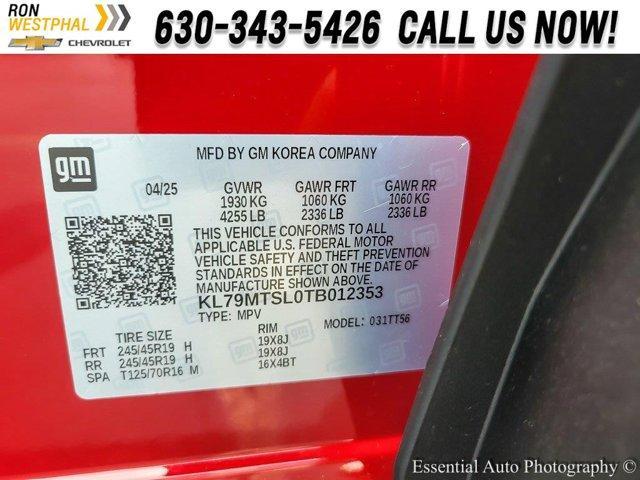 RON
WESTPHAL
CHEVROLET
630-343-5426 CALL US NOW!
gm
MFD BY GM KOREA COMPANY
04/25 GVWR GAWR FRT GAWR RR
1930 KG 1060 KG 1060 KG
4255 LB 2336 LB 2336 LB
THIS VEHICLE CONFORMS TO ALL
APPLICABLE U.S. FEDERAL MOTOR
VEHICLE SAFETY, BUMPER, AND THEFT
PREVENTION STANDARDS
IN EFFECT ON THE DATE OF
MANUFACTURE SHOWN ABOVE.
KL79MTSL0TB012353
TYPE: MPV MODEL: 031TT56
TIRE SIZE RIM
FRT 245/45R19 H 19X8J
RR 245/45R19 H 19X8J
SPA T125/70R16 M 16X4BT
Essential Auto Photography (C)